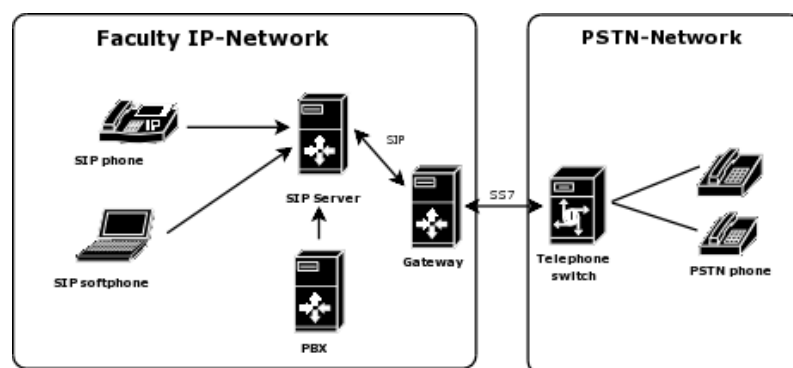 Faculty IP-Network
PSTN-Network
IP
SIP phone
SIP
SIP Server
SS7
SIP softphone
Gateway
Telephone
switch
PSTN phone
PBX